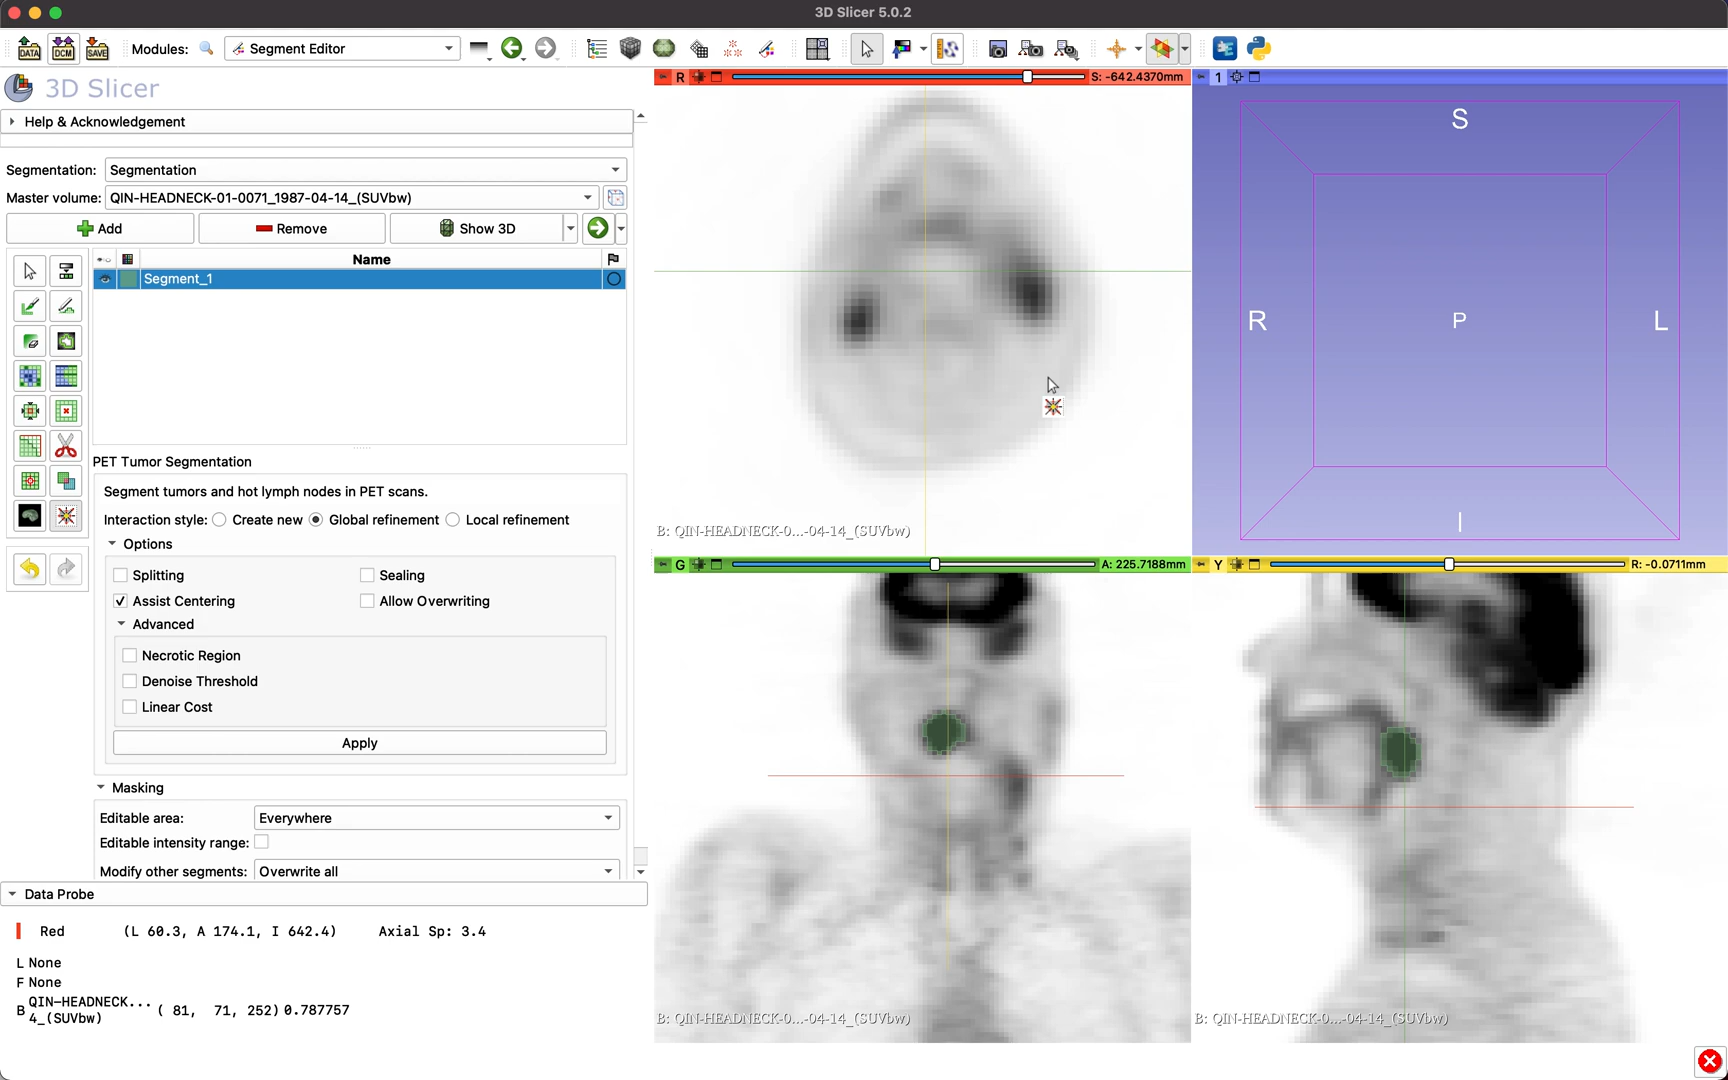 3D Slicer 5.0.2
DATA
DCM
SAVE
Modules:
Segment Editor
3D Slicer
Help & Acknowledgement
Segmentation:
Segmentation
Master volume:
QIN-HEADNECK-01-0071_1987-04-14_(SUVbw)
Add
Remove
Show 3D
Name
Segment_1
PET Tumor Segmentation
Segment tumors and hot lymph nodes in PET scans.
Interaction style:
Create new
Global refinement
Local refinement
Options
Splitting
Sealing
Assist Centering
Allow Overwriting
Advanced
Necrotic Region
Denoise Threshold
Linear Cost
Apply
Masking
Editable area:
Everywhere
Editable intensity range:
Modify other segments:
Overwrite all
Data Probe
Red (L 60.3, A 174.1, I 642.4) Axial Sp: 3.4
L None
F None
B QIN-HEADNECK...
4_(SUVbw)
( 81, 71, 252) 0.787757
R
S: -642.4370mm
B: QIN-HEADNECK-0...-04-14_(SUVbw)
1
S
R
P
L
I
G
A: 225.7188mm
B: QIN-HEADNECK-0...-04-14_(SUVbw)
Y
R: -0.0711mm
B: QIN-HEADNECK-0...-04-14_(SUVbw)